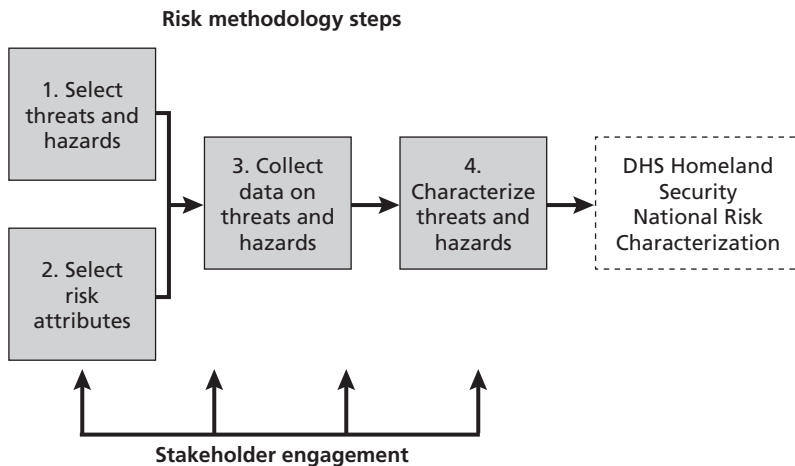 Risk methodology steps
1. Select
threats and
hazards
2. Select
risk
attributes
3. Collect
data on
threats and
hazards
4.
Characterize
threats and
hazards
DHS Homeland
Security
National Risk
Characterization
Stakeholder engagement